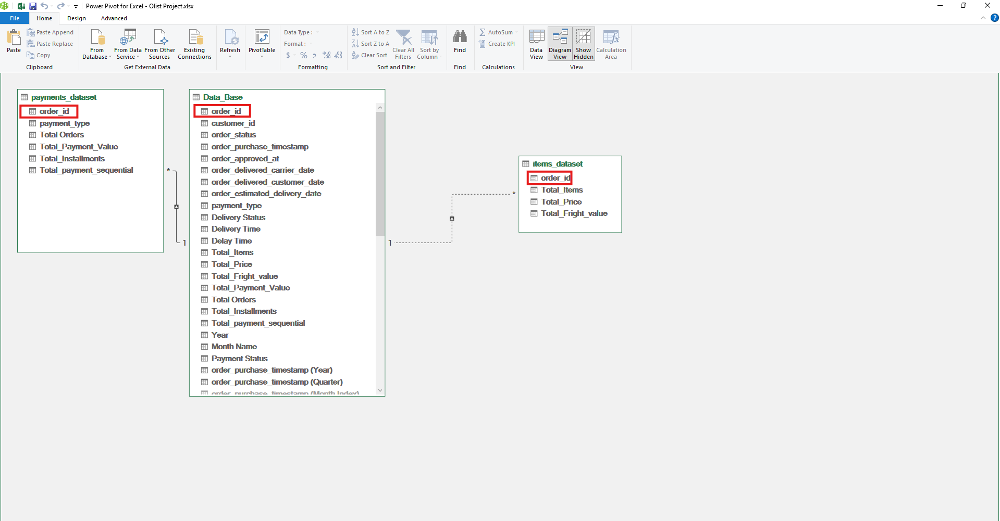 Power Pivot for Excel - Olist Project.xlsx
File Home Design Advanced
Paste
Paste Append
Paste Replace
Copy
Clipboard
From Database
From Data Service
From Other Sources
Existing Connections
Get External Data
Refresh
PivotTable
Data Type :
Format :
$ % ,
Formatting
Sort A to Z
Sort Z to A
Clear Sort
Clear All Filters
Sort by Column
Sort and Filter
Find
Find
AutoSum
Create KPI
Calculations
Data View
Diagram View
Show Hidden
Calculation Area
View
payments_dataset
order_id
payment_type
Total Orders
Total_Payment_Value
Total_Installments
Total_payment_sequential
*
1
Data_Base
order_id
customer_id
order_status
order_purchase_timestamp
order_approved_at
order_delivered_carrier_date
order_delivered_customer_date
order_estimated_delivery_date
payment_type
Delivery Status
Delivery Time
Delay Time
Total_Items
Total_Price
Total_Fright_value
Total_Payment_Value
Total Orders
Total_Installments
Total_payment_sequential
Year
Month Name
Payment Status
order_purchase_timestamp (Year)
order_purchase_timestamp (Quarter)
order_purchase_timestamp (Month Index)
1
*
items_dataset
order_id
Total_Items
Total_Price
Total_Fright_value